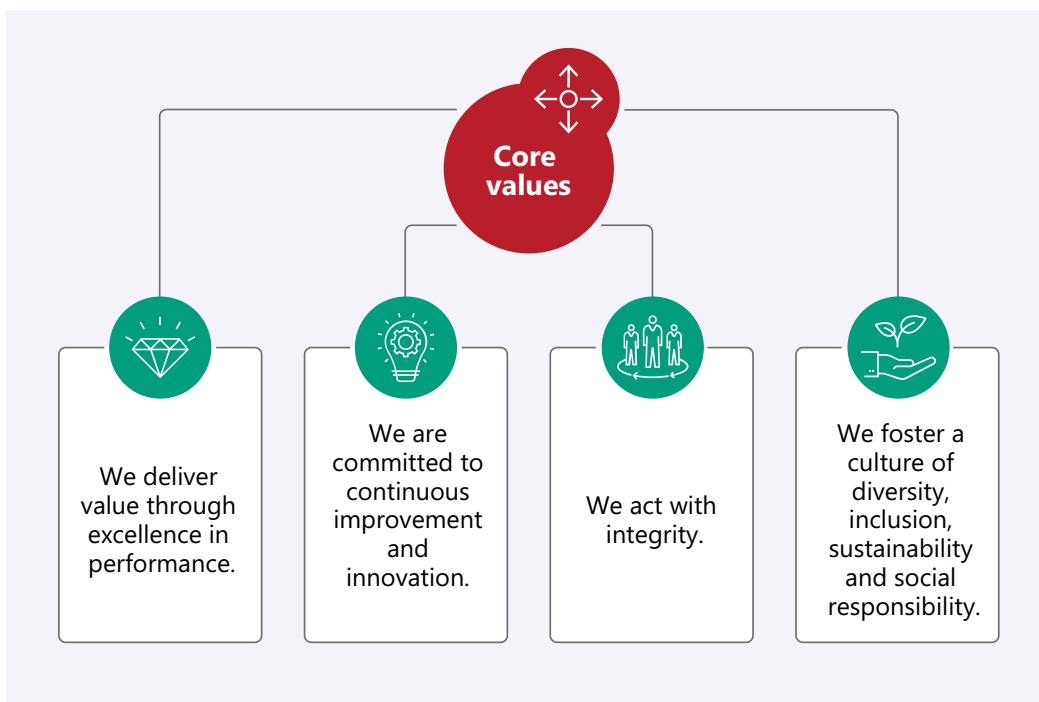 Core
values
We deliver
value through
excellence in
performance.
We are
committed to
continuous
improvement
and
innovation.
We act with
integrity.
We foster a
culture of
diversity,
inclusion,
sustainability
and social
responsibility.